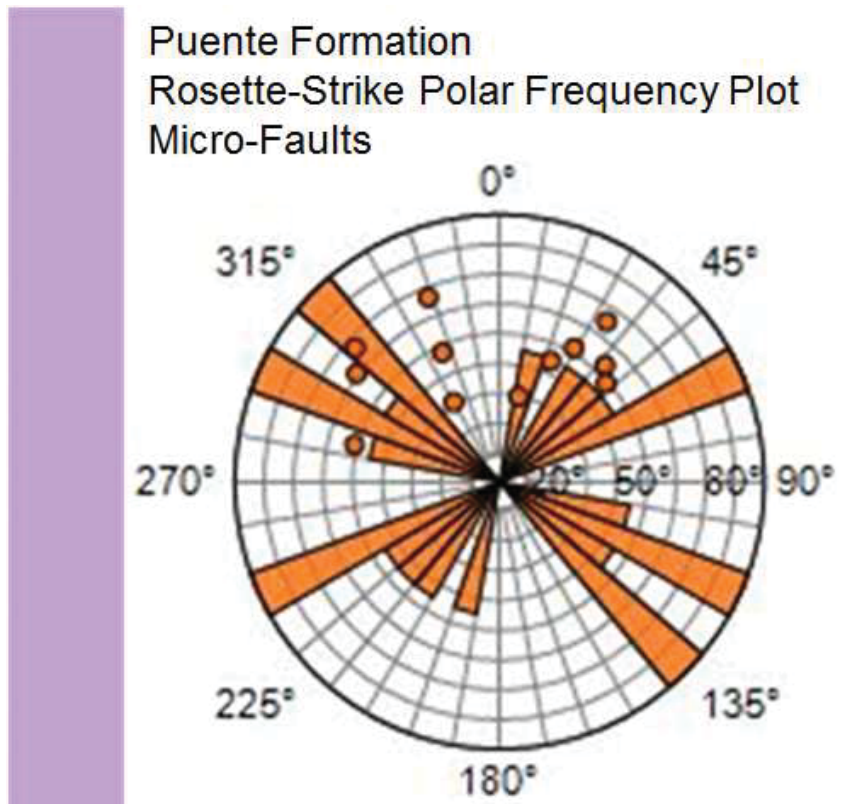 Puente Formation
Rosette-Strike Polar Frequency Plot
Micro-Faults
0°
315° 45°
270° 20° 50° 80° 90°
225° 135°
180°